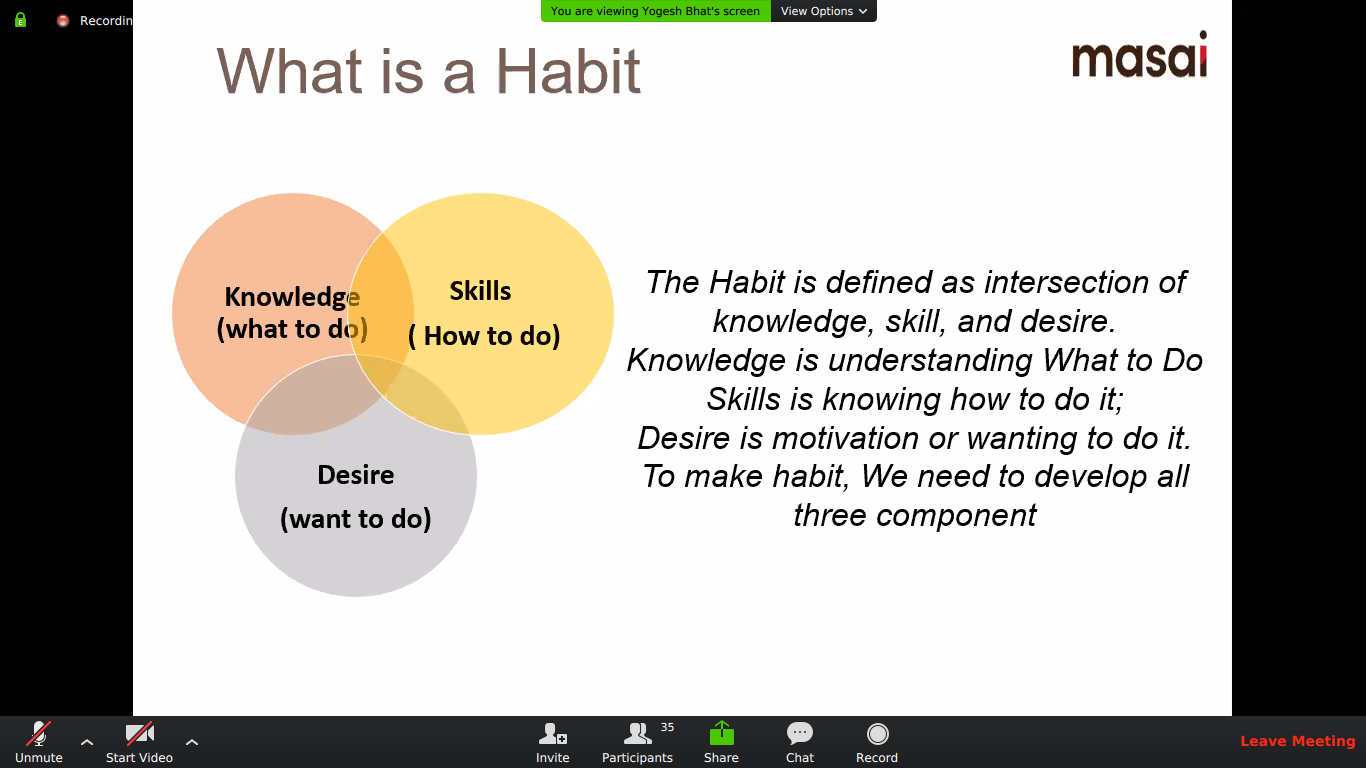 E
Recordin
You are viewing Yogesh Bhat's screen
View Options
What is a Habit
masai
Knowledge
(what to do)
Skills
( How to do)
Desire
(want to do)
The Habit is defined as intersection of
knowledge, skill, and desire.
Knowledge is understanding What to Do
Skills is knowing how to do it;
Desire is motivation or wanting to do it.
To make habit, We need to develop all
three component
Unmute
Start Video
Invite
Participants
35
Share
Chat
Record
Leave Meeting